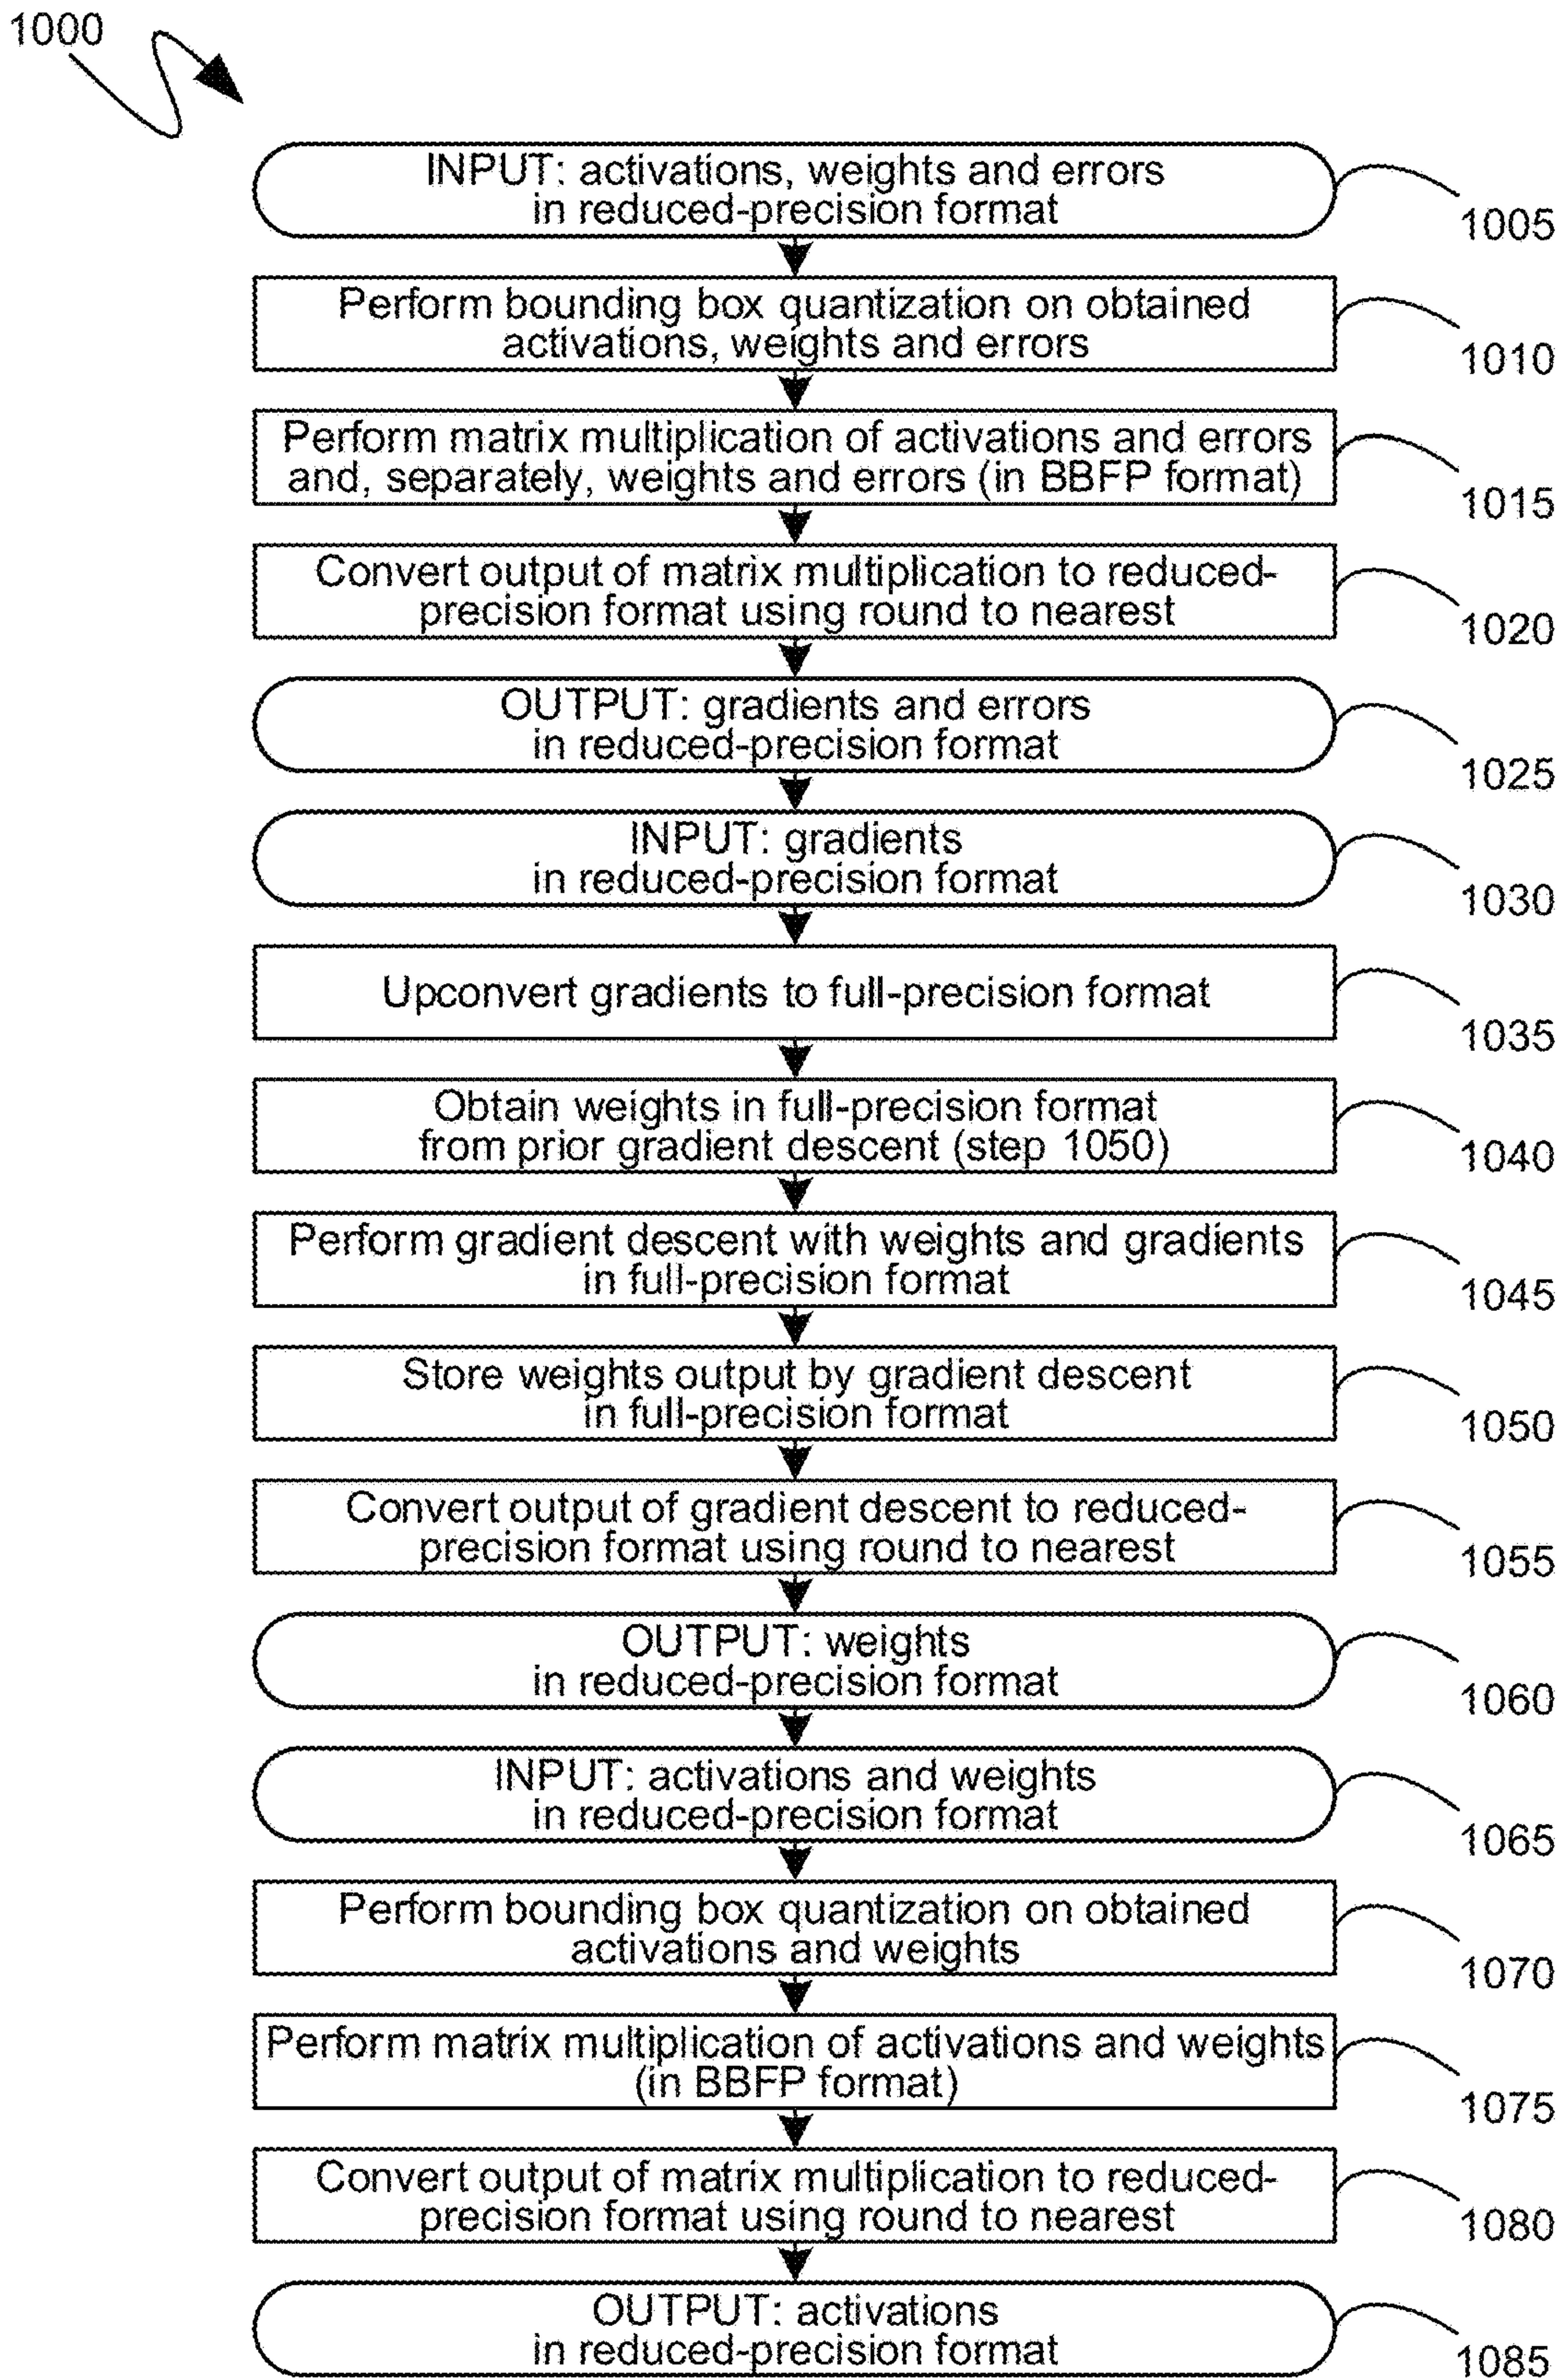 1000
INPUT: activations, weights and errors
in reduced-precision format
1005
Perform bounding box quantization on obtained
activations, weights and errors
1010
Perform matrix multiplication of activations and errors
and, separately, weights and errors (in BBFP format)
1015
Convert output of matrix multiplication to reduced-
precision format using round to nearest
1020
OUTPUT: gradients and errors
in reduced-precision format
1025
INPUT: gradients
in reduced-precision format
1030
Upconvert gradients to full-precision format
1035
Obtain weights in full-precision format
from prior gradient descent (step 1050)
1040
Perform gradient descent with weights and gradients
in full-precision format
1045
Store weights output by gradient descent
in full-precision format
1050
Convert output of gradient descent to reduced-
precision format using round to nearest
1055
OUTPUT: weights
in reduced-precision format
1060
INPUT: activations and weights
in reduced-precision format
1065
Perform bounding box quantization on obtained
activations and weights
1070
Perform matrix multiplication of activations and weights
(in BBFP format)
1075
Convert output of matrix multiplication to reduced-
precision format using round to nearest
1080
OUTPUT: activations
in reduced-precision format
1085